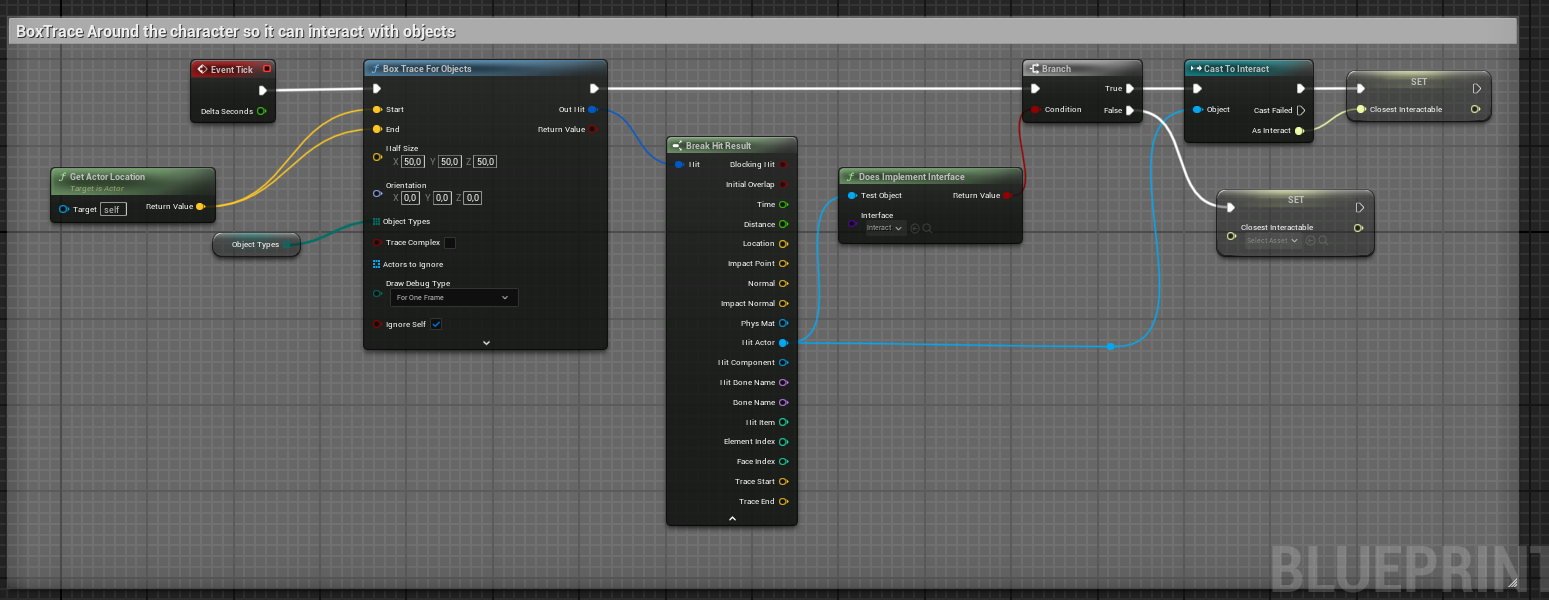 BoxTrace Around the character so it can interact with objects
Event Tick
Delta Seconds
Get Actor Location
Target is Actor
Target self
Return Value
Object Types
Box Trace For Objects
Start
Out Hit
End
Return Value
Half Size
X 50,0 Y 50,0 Z 50,0
Orientation
X 0,0 Y 0,0 Z 0,0
Object Types
Trace Complex
Actors to Ignore
Draw Debug Type
For One Frame
Ignore Self
Break Hit Result
Hit
Blocking Hit
Initial Overlap
Time
Distance
Location
Impact Point
Normal
Impact Normal
Phys Mat
Hit Actor
Hit Component
Hit Bone Name
Bone Name
Hit Item
Element Index
Face Index
Trace Start
Trace End
Does Implement Interface
Test Object
Return Value
Interface
Interact
Branch
True
Condition
False
Cast To Interact
Object
Cast Failed
As Interact
SET
Closest Interactable
SET
Closest Interactable
Select Asset
BLUEPRINT